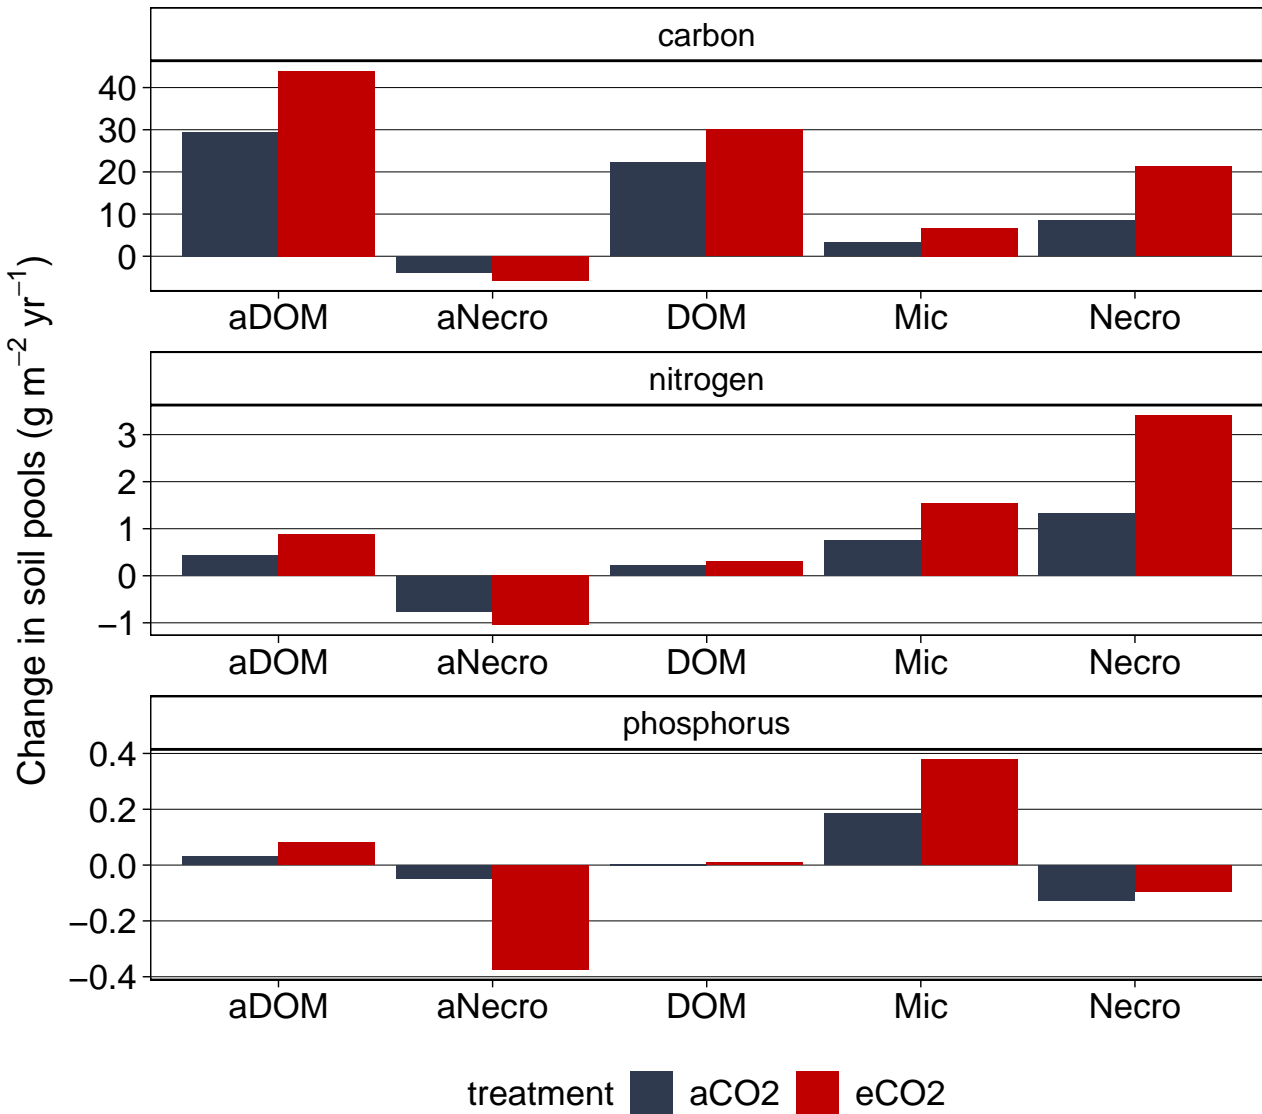 carbon
40
30
20
10
0
aDOM aNecro DOM Mic Necro
Change in soil pools (g m⁻² yr⁻¹)
nitrogen
3
2
1
0
−1
aDOM aNecro DOM Mic Necro
phosphorus
0.4
0.2
0.0
−0.2
−0.4
aDOM aNecro DOM Mic Necro
treatment aCO2 eCO2